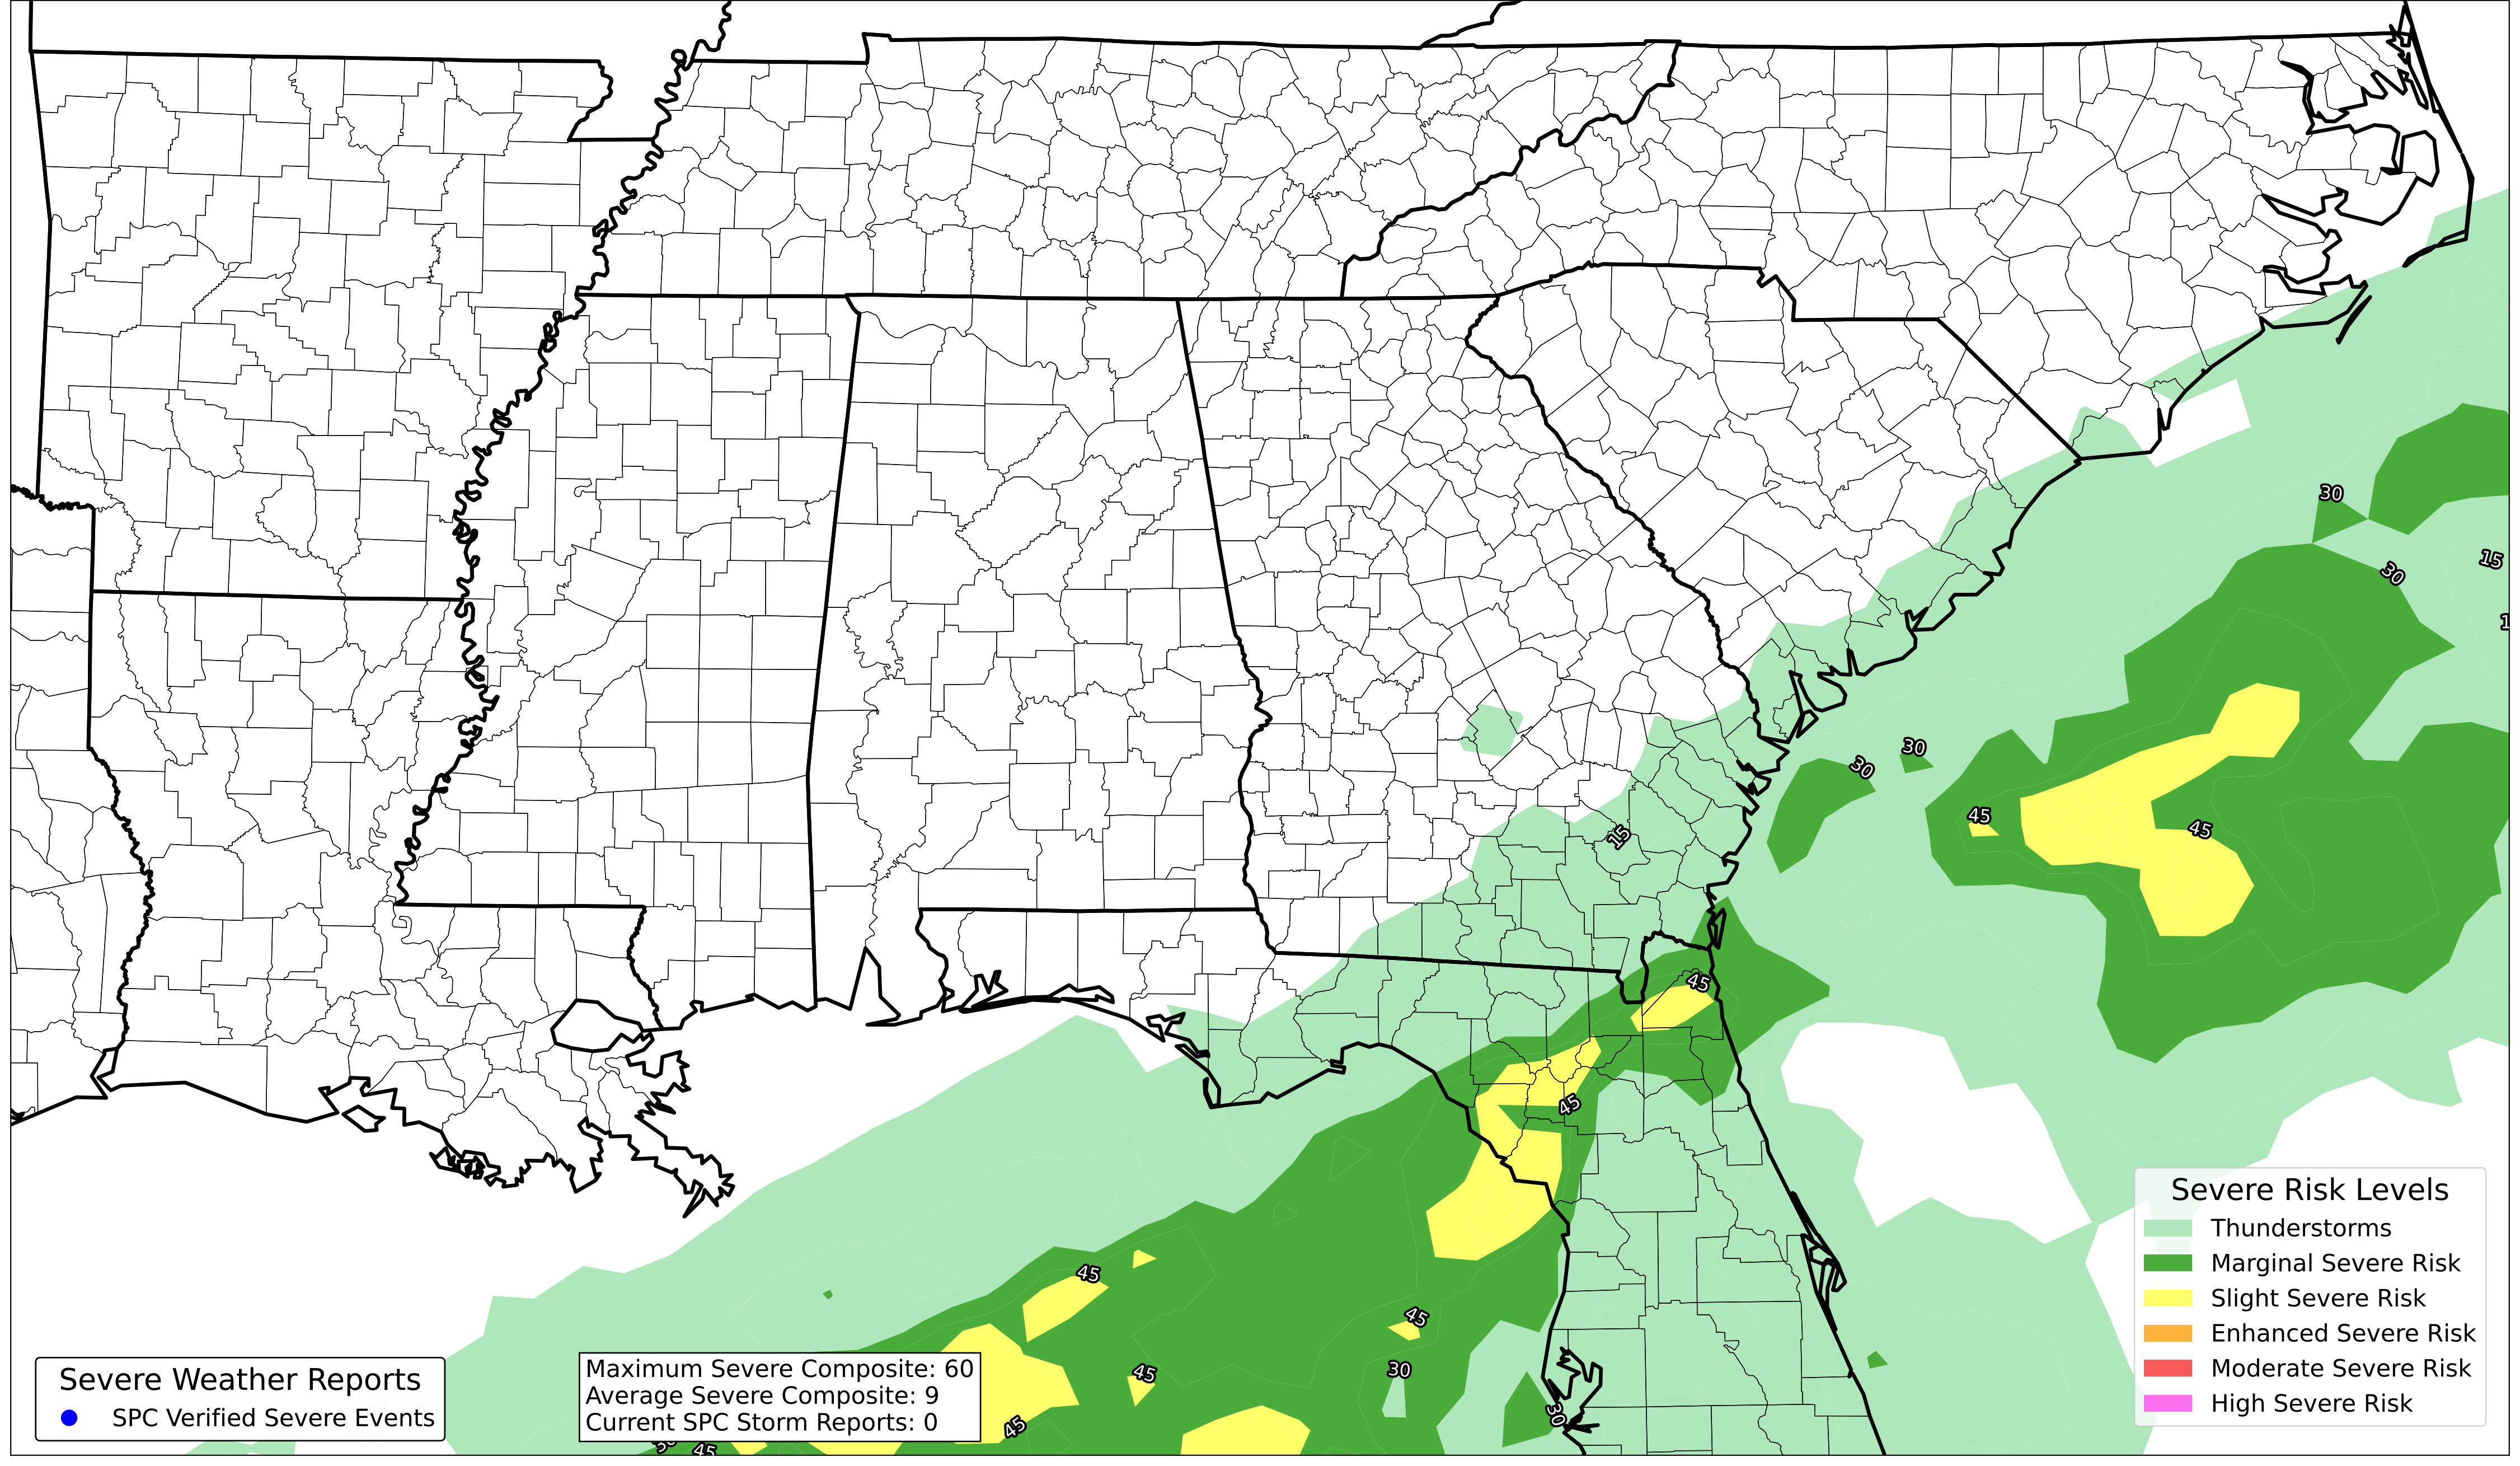 30
15
30
30
30
45
45
15
45
45
45
45
45
30
45
30
45
Severe Risk Levels
Thunderstorms
Marginal Severe Risk
Slight Severe Risk
Enhanced Severe Risk
Moderate Severe Risk
High Severe Risk
Severe Weather Reports
SPC Verified Severe Events
Maximum Severe Composite: 60
Average Severe Composite: 9
Current SPC Storm Reports: 0